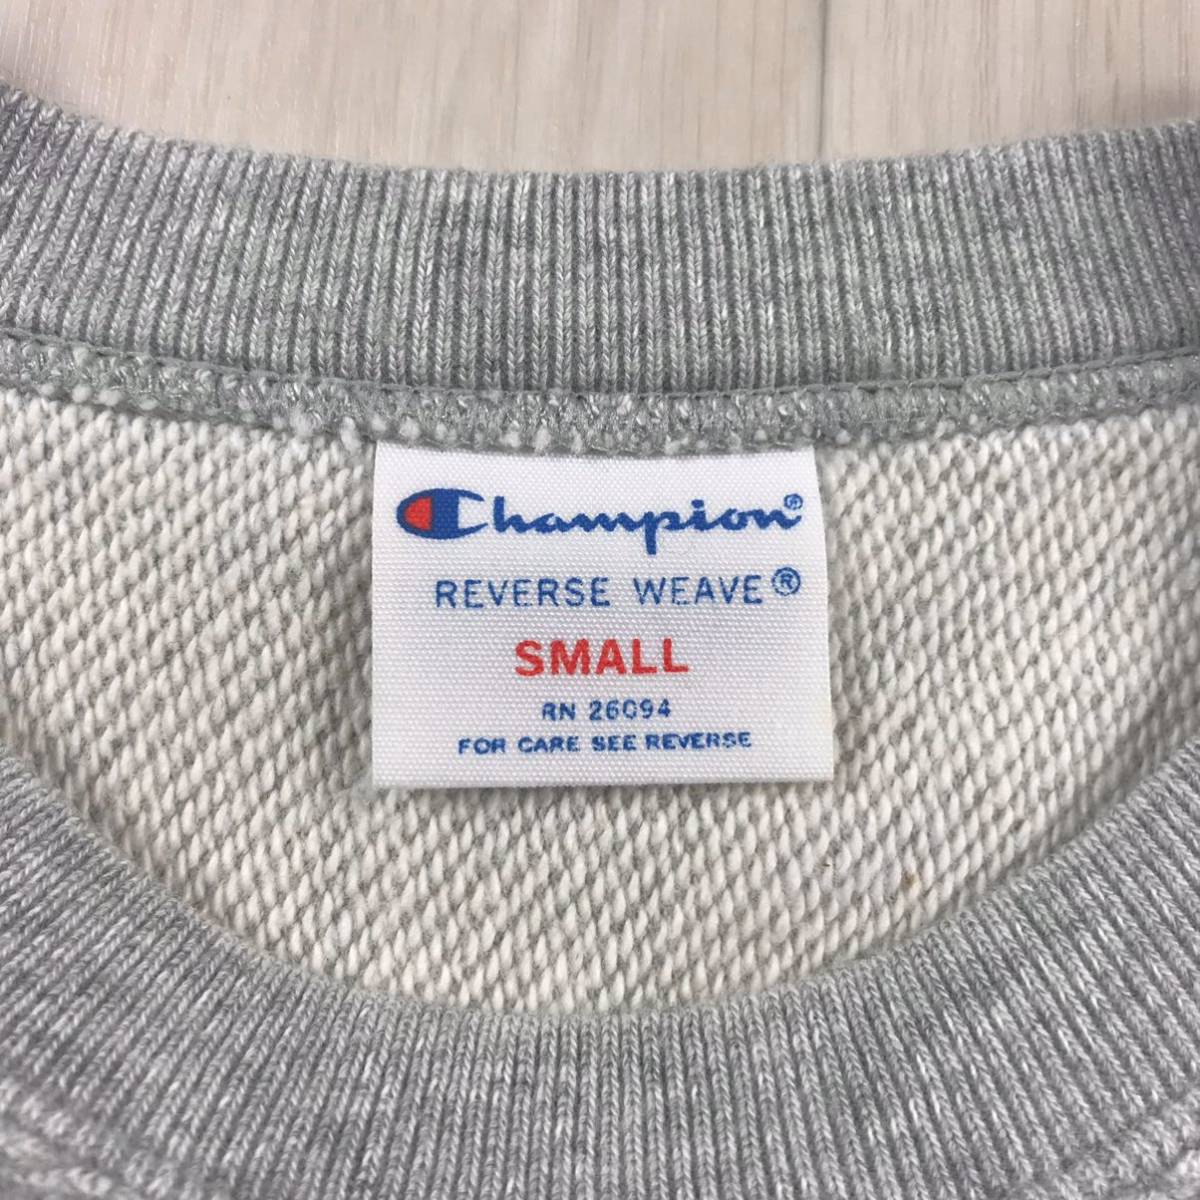 Champion®
REVERSE WEAVE®
SMALL
RN 26094
FOR CARE SEE REVERSE